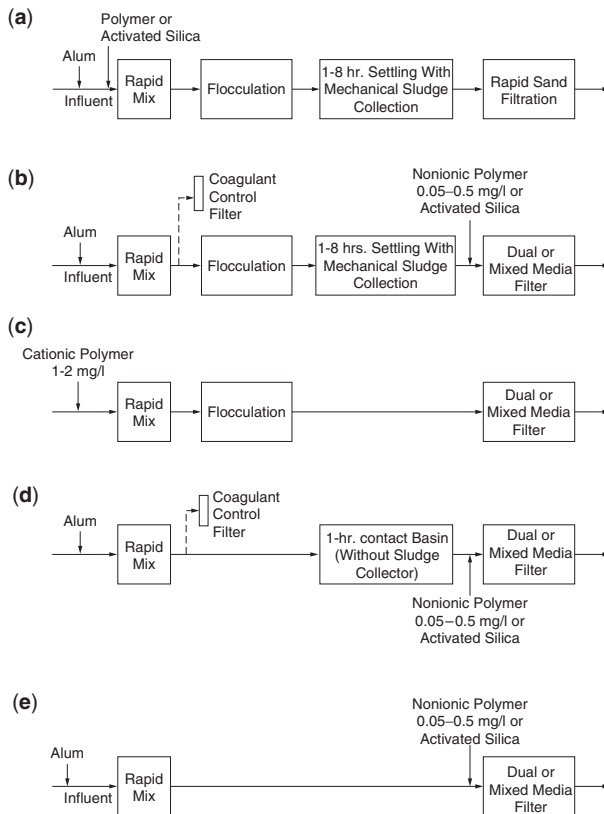 (a)
Polymer or
Activated Silica
Alum
Influent
Rapid
Mix
Flocculation
1-8 hr. Settling With
Mechanical Sludge
Collection
Rapid Sand
Filtration
(b)
Alum
Influent
Rapid
Mix
Coagulant
Control
Filter
Flocculation
1-8 hrs. Settling With
Mechanical Sludge
Collection
Nonionic Polymer
0.05–0.5 mg/l or
Activated Silica
Dual or
Mixed Media
Filter
(c)
Cationic Polymer
1-2 mg/l
Rapid
Mix
Flocculation
Dual or
Mixed Media
Filter
(d)
Alum
Rapid
Mix
Coagulant
Control
Filter
1-hr. contact Basin
(Without Sludge
Collector)
Nonionic Polymer
0.05–0.5 mg/l or
Activated Silica
Dual or
Mixed Media
Filter
(e)
Alum
Influent
Rapid
Mix
Nonionic Polymer
0.05–0.5 mg/l or
Activated Silica
Dual or
Mixed Media
Filter